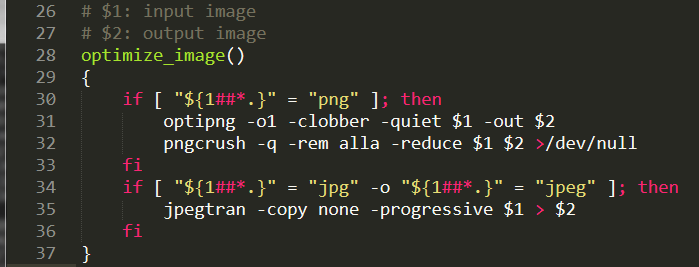 26 # $1: input image
27 # $2: output image
28 optimize_image()
29 {
30 if [ "${1##*.}" = "png" ]; then
31 optipng -o1 -clobber -quiet $1 -out $2
32 pngcrush -q -rem alla -reduce $1 $2 >/dev/null
33 fi
34 if [ "${1##*.}" = "jpg" -o "${1##*.}" = "jpeg" ]; then
35 jpegtran -copy none -progressive $1 > $2
36 fi
37 }